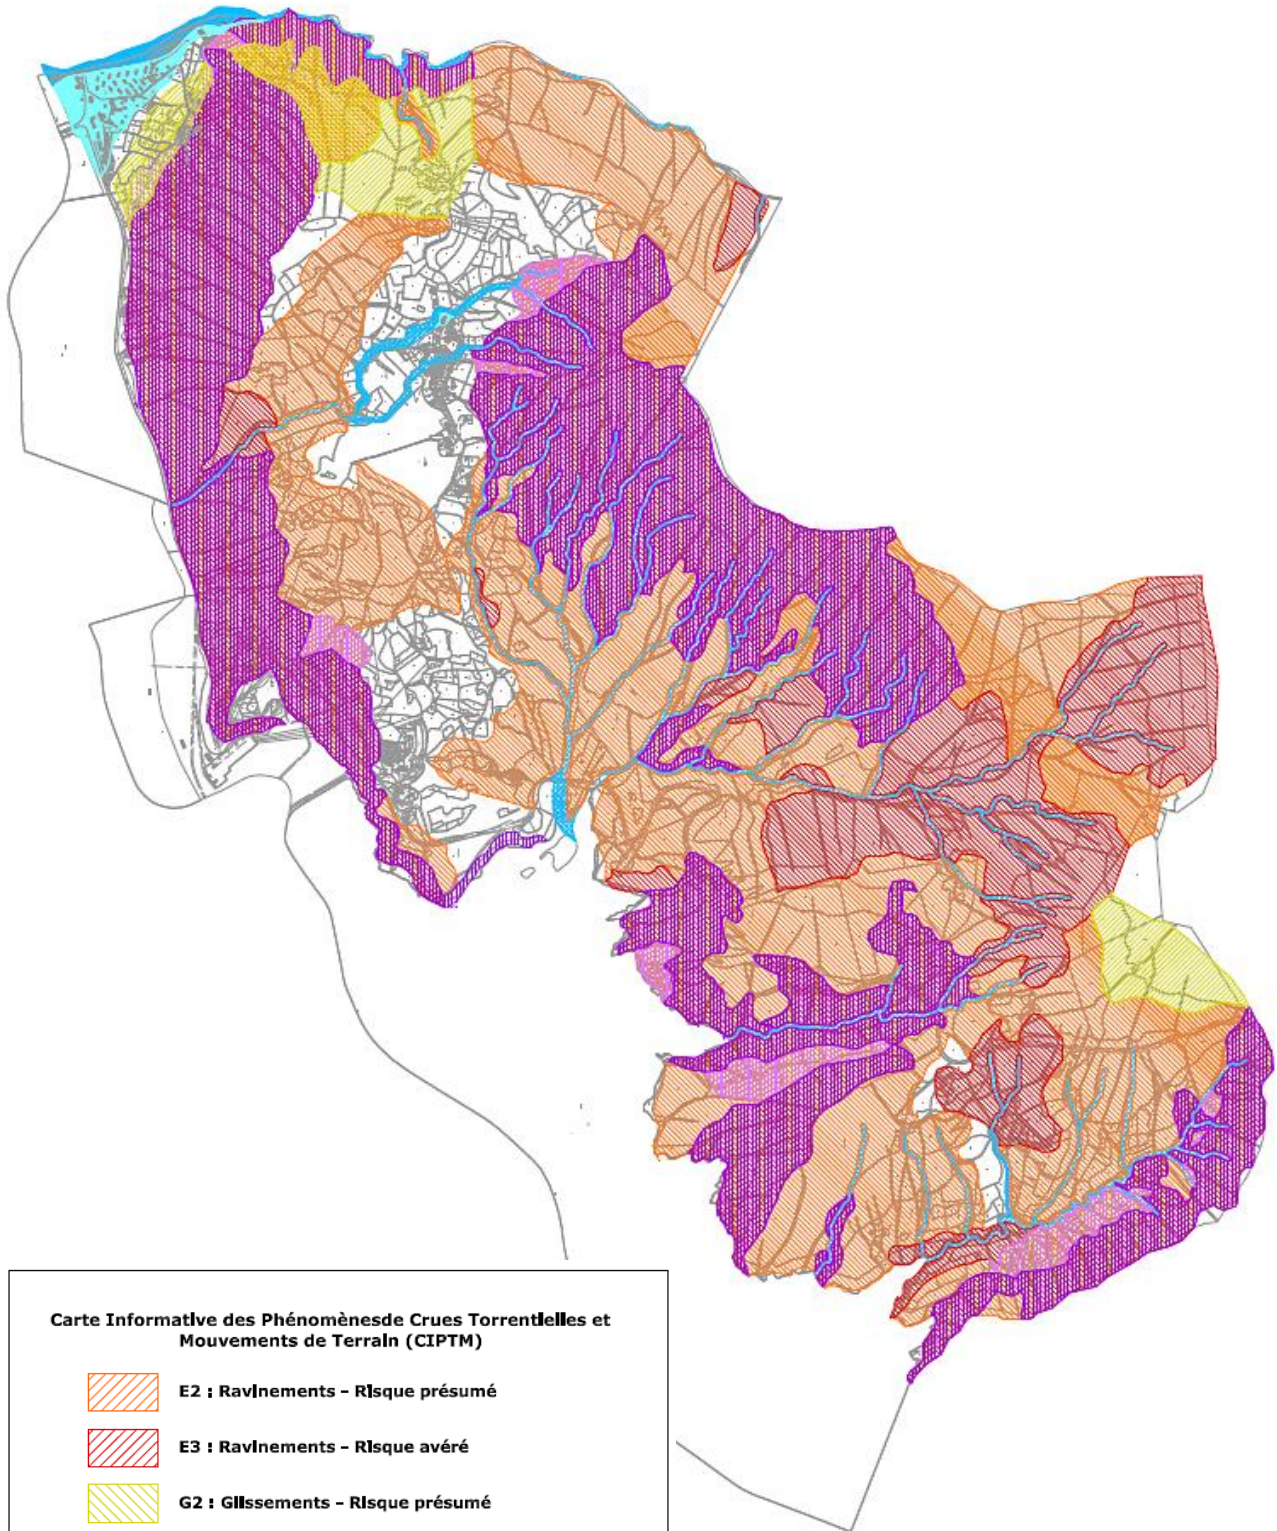 Carte Informative des Phénomènesde Crues Torrentielles et
Mouvements de Terrain (CIPTM)
E2 : Ravinements – Risque présumé
E3 : Ravinements – Risque avéré
G2 : Glissements – Risque présumé